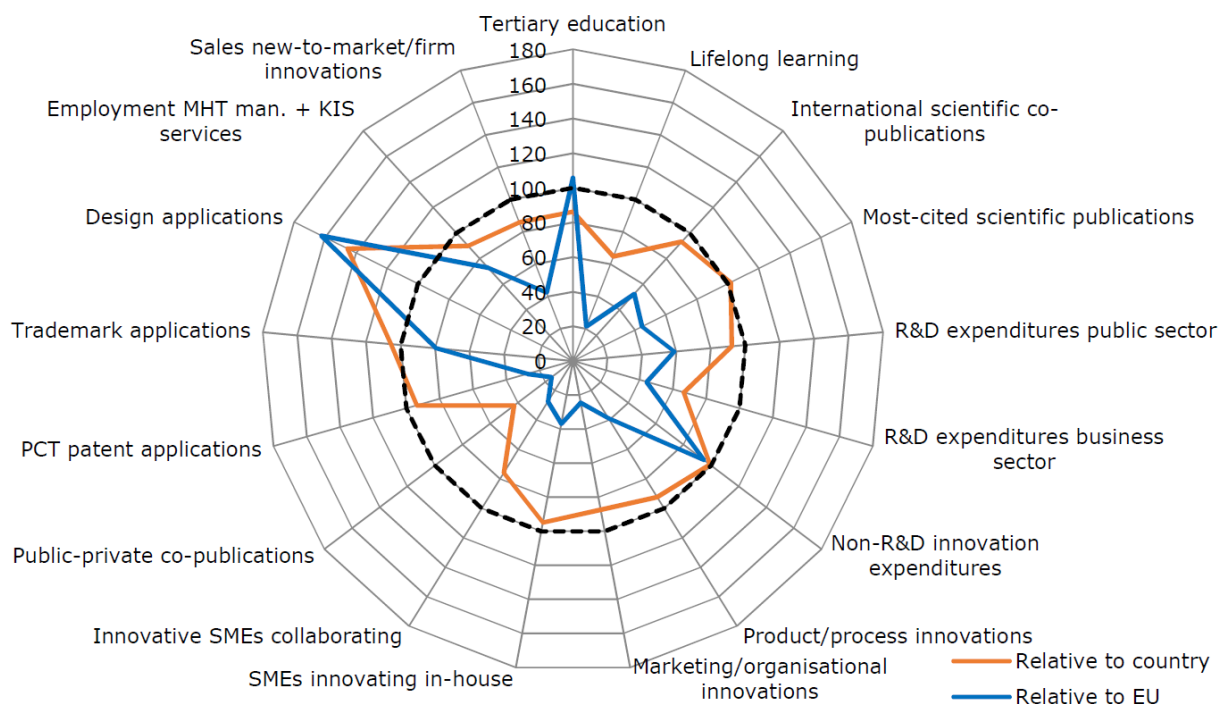 Tertiary education
Lifelong learning
International scientific co-
publications
Most-cited scientific publications
R&D expenditures public sector
R&D expenditures business
sector
Non-R&D innovation
expenditures
Product/process innovations
Marketing/organisational
innovations
SMEs innovating in-house
Innovative SMEs collaborating
Public-private co-publications
PCT patent applications
Trademark applications
Design applications
Employment MHT man. + KIS
services
Sales new-to-market/firm
innovations
180
160
140
120
100
80
60
40
20
0
Relative to country
Relative to EU